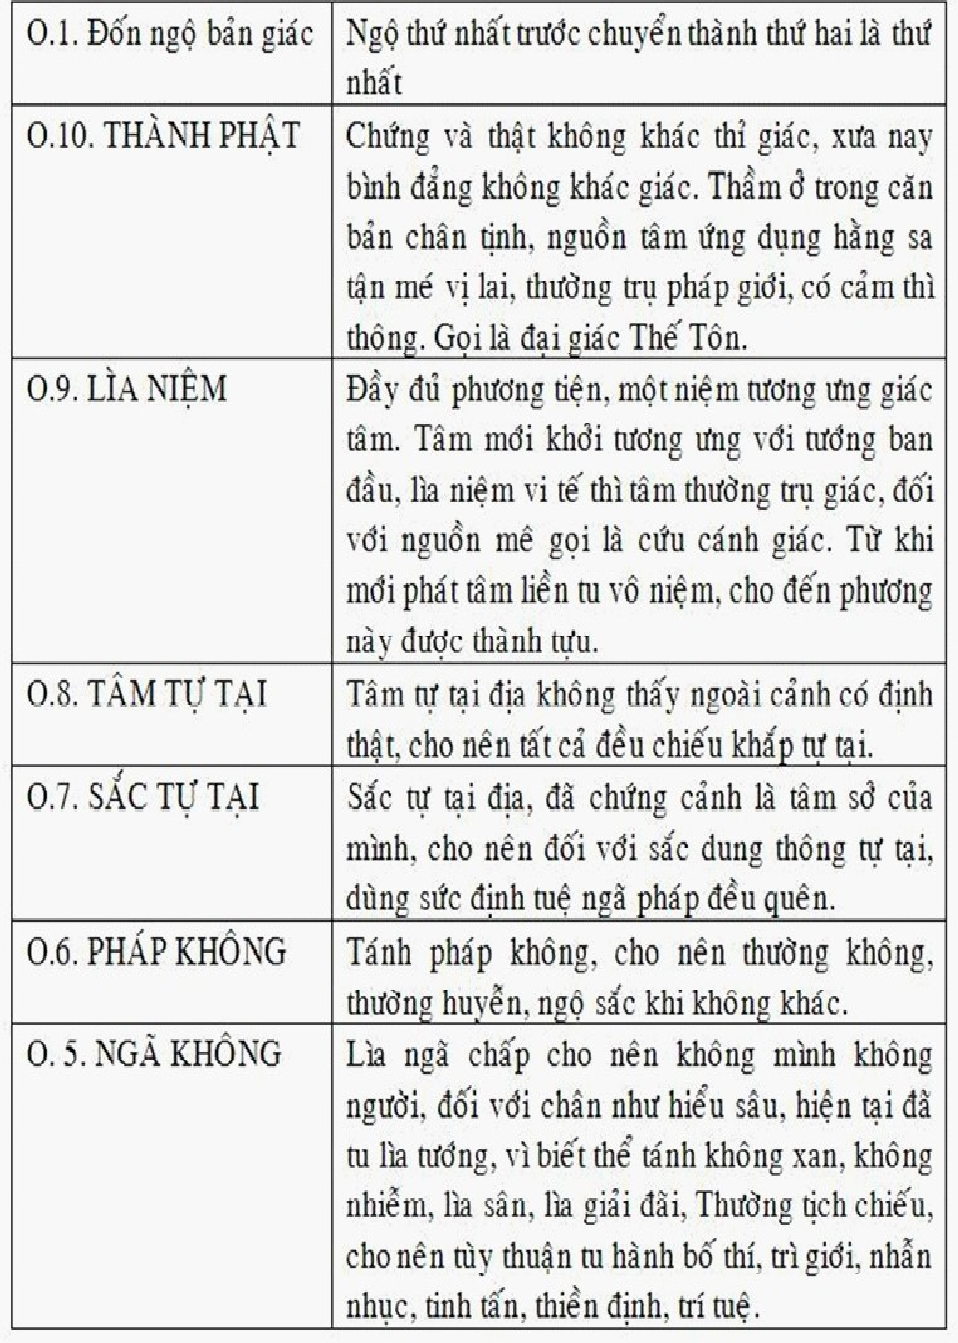 O.1. Đốn ngộ bản giác
Ngộ thứ nhất trước chuyển thành thứ hai là thứ
nhất
O.10. THÀNH PHẬT
Chứng và thật không khác thỉ giác, xưa nay
bình đẳng không khác giác. Thầm ở trong căn
bản chân tịnh, nguồn tâm ứng dụng hằng sa
tận mé vị lai, thường trụ pháp giới, có cảm thì
thông. Gọi là đại giác Thế Tôn.
O.9. LÌA NIỆM
Đầy đủ phương tiện, một niệm tương ưng giác
tâm. Tâm mới khởi tương ưng với tướng ban
đầu, lìa niệm vi tế thì tâm thường trụ giác, đối
với nguồn mê gọi là cứu cánh giác. Từ khi
mới phát tâm liền tu vô niệm, cho đến phương
này được thành tựu.
O.8. TÂM TỰ TẠI
Tâm tự tại địa không thấy ngoài cảnh có định
thật, cho nên tất cả đều chiếu khắp tự tại.
O.7. SẮC TỰ TẠI
Sắc tự tại địa, đã chứng cảnh là tâm sở của
mình, cho nên đối với sắc dung thông tự tại,
dùng sức định tuệ ngã pháp đều quên.
O.6. PHÁP KHÔNG
Tánh pháp không, cho nên thường không,
thường huyễn, ngộ sắc khi không khác.
O. 5. NGÃ KHÔNG
Lìa ngã chấp cho nên không mình không
người, đối với chân như hiểu sâu, hiện tại đã
tu lìa tướng, vì biết thể tánh không xan, không
nhiễm, lìa sân, lìa giải đãi, Thường tịch chiếu,
cho nên tùy thuận tu hành bố thí, trì giới, nhẫn
nhục, tinh tấn, thiền định, trí tuệ.